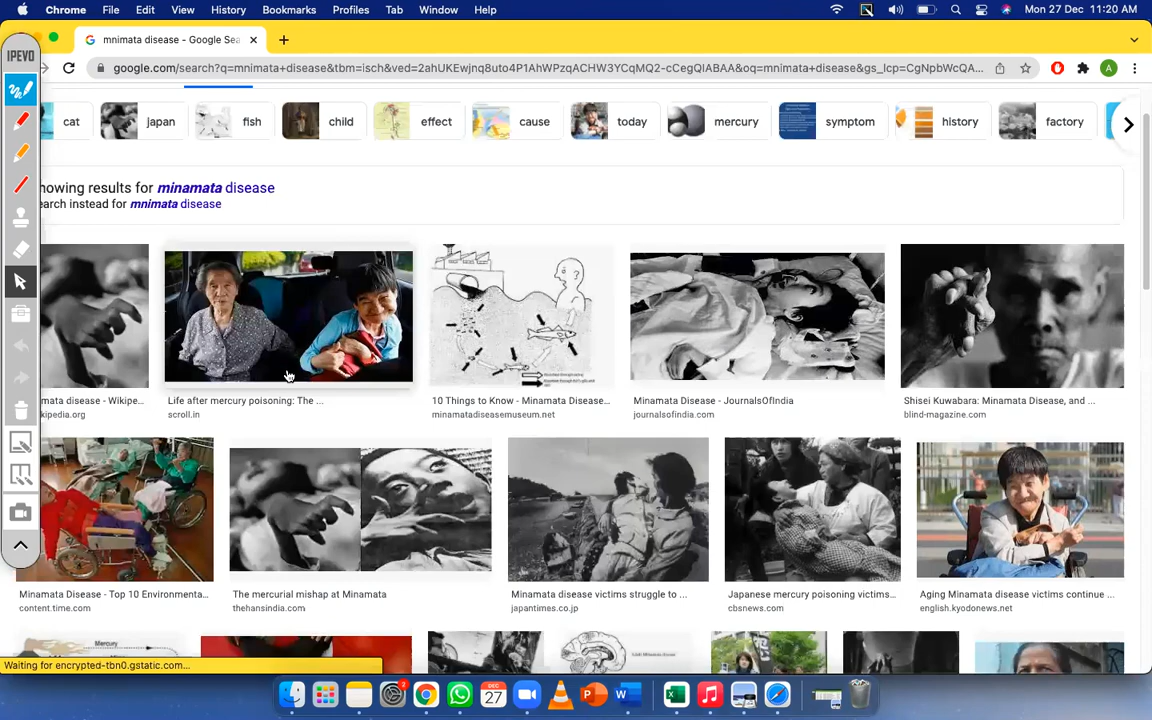 Chrome File Edit View History Bookmarks Profiles Tab Window Help
Mon 27 Dec 11:20 AM
IPEVO
mnimata disease - Google Sea
google.com/search?q=mnimata+disease&tbm=isch&ved=2ahUKEwjnq8uto4P1AhWPzqACHW3YCqMQ2-cCegQIABAA&oq=mnimata+disease&gs_lcp=CgNpbWcQA...
A
cat japan fish child effect cause today mercury symptom history factory
howing results for minamata disease
earch instead for mnimata disease
mata disease - Wikipe...
kipedia.org
Life after mercury poisoning: The ...
scroll.in
10 Things to Know - Minamata Disease...
minamatadiseasemuseum.net
Minamata Disease - JournalsOfIndia
journalsofindia.com
Shisei Kuwabara: Minamata Disease, and ...
blind-magazine.com
Minamata Disease - Top 10 Environmenta...
content.time.com
The mercurial mishap at Minamata
thehansindia.com
Minamata disease victims struggle to ...
japantimes.co.jp
Japanese mercury poisoning victims...
cbsnews.com
Aging Minamata disease victims continue ...
english.kyodonews.net
Mercury
Waiting for encrypted-tbn0.gstatic.com...
DEC
27